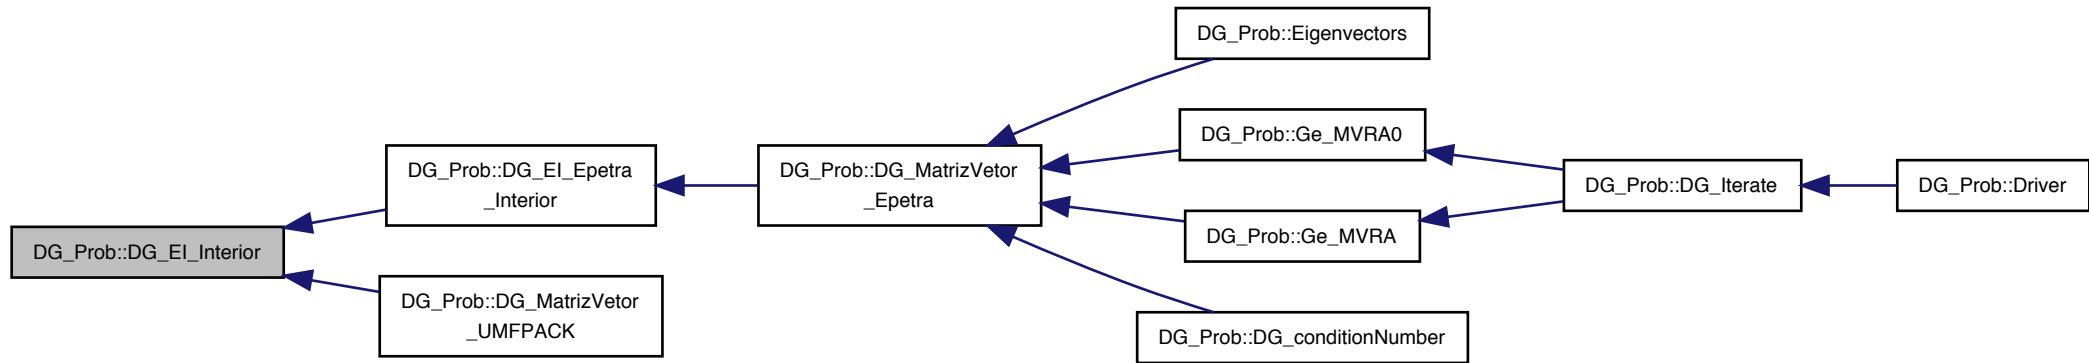 DG_Prob::Eigenvectors
DG_Prob::Ge_MVRA0
DG_Prob::DG_EI_Epetra
_Interior
DG_Prob::DG_MatrizVetor
_Epetra
DG_Prob::DG_Iterate
DG_Prob::Driver
DG_Prob::Ge_MVRA
DG_Prob::DG_EI_Interior
DG_Prob::DG_MatrizVetor
_UMFPACK
DG_Prob::DG_conditionNumber